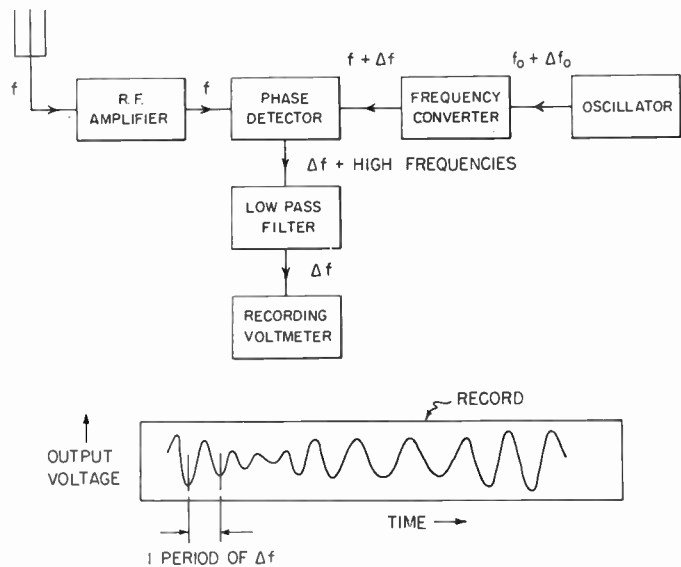 f
R.F.
AMPLIFIER
f
PHASE
DETECTOR
f + Δf
FREQUENCY
CONVERTER
f₀ + Δf₀
OSCILLATOR
Δf + HIGH FREQUENCIES
LOW PASS
FILTER
Δf
RECORDING
VOLTMETER
RECORD
OUTPUT
VOLTAGE
TIME
1 PERIOD OF Δf